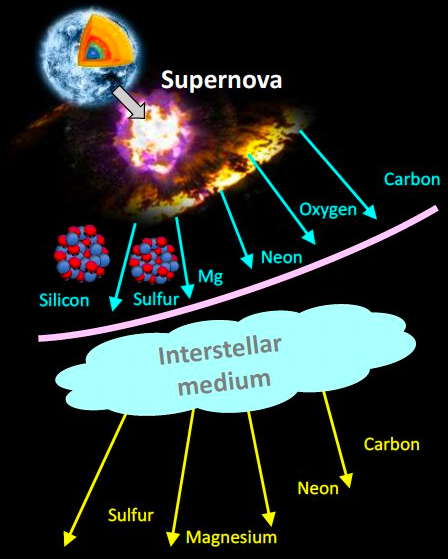 Supernova
Carbon
Oxygen
Neon
Mg
Silicon
Sulfur
Interstellar
medium
Carbon
Neon
Sulfur
Magnesium